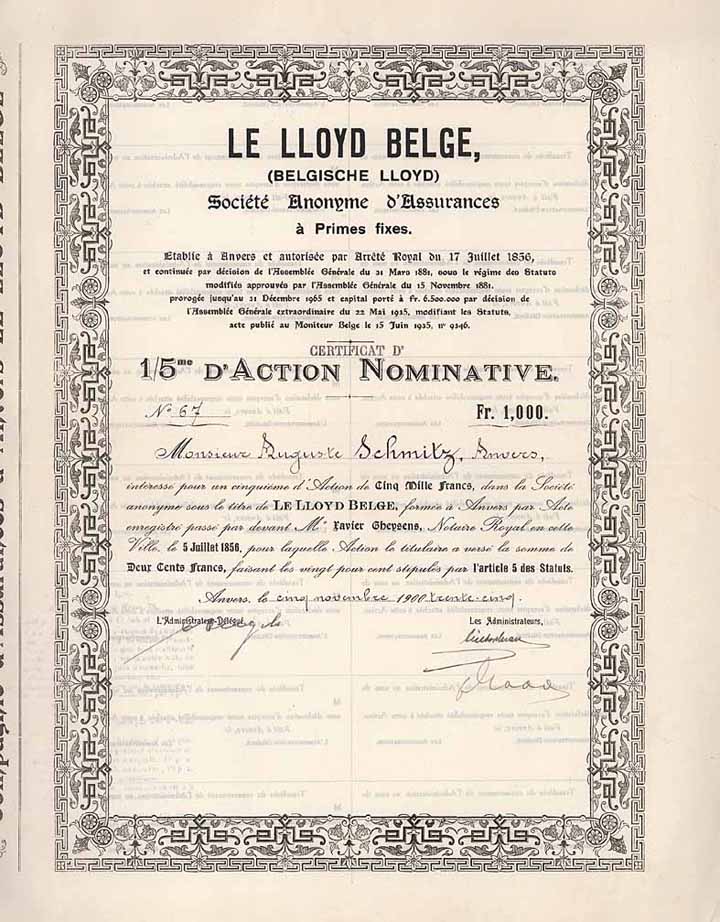 LE LLOYD BELGE,
(BELGISCHE LLOYD)
Société Anonyme d'Assurances
à Primes fixes.
Etablie à Anvers et autorisée par Arrêté Royal du 17 Juillet 1856,
et continuée par décision de l'Assemblée Générale du 21 Mars 1881, sous le régime des Statuts
modifiés approuvés par l'Assemblée Générale du 15 Novembre 1881.
prorogée jusqu'au 31 Décembre 1965 et capital porté à fr. 6.500.000 par décision de
l'Assemblée Générale extraordinaire du 22 Mai 1935, modifiant les Statuts,
acte publié au Moniteur Belge le 15 Juin 1935, nº 9246.
CERTIFICAT D'
1/5me D'ACTION NOMINATIVE.
No 67
Fr. 1,000.
Monsieur Auguste Schmitz, Anvers,
intéressé pour un cinquième d'Action de Cinq Mille Francs, dans la Société
anonyme sous le titre de LE LLOYD BELGE, formée à Anvers par Acte
enregistré passé par devant Me Xavier Gheysens, Notaire Royal en cette
Ville, le 5 Juillet 1856, pour laquelle Action le titulaire a versé la somme de
Deux Cents Francs, faisant les vingt pour cent stipulés par l'article 5 des Statuts.
Anvers, le cinq novembre 1900 trente-cinq.
L'Administrateur-Délégué,
Les Administrateurs,